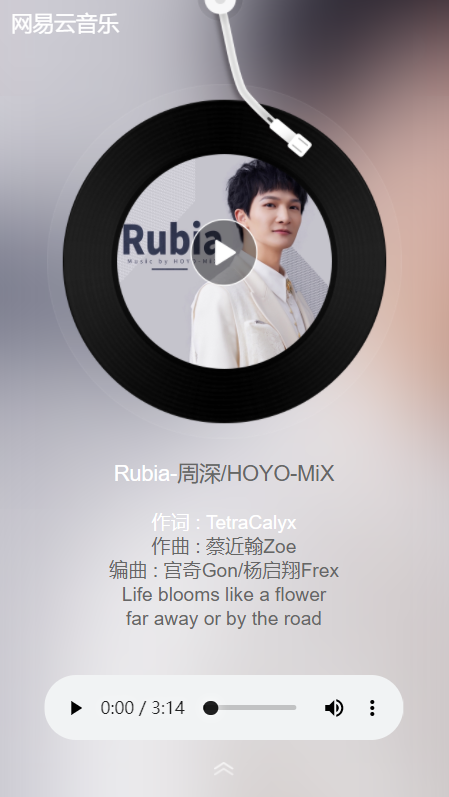 网易云音乐
Rubia
Music by HOYO-MI
Rubia-周深/HOYO-MiX
作词 : TetraCalyx
作曲 : 蔡近翰Zoe
编曲 : 宫奇Gon/杨启翔Frex
Life blooms like a flower
far away or by the road
0:00 / 3:14